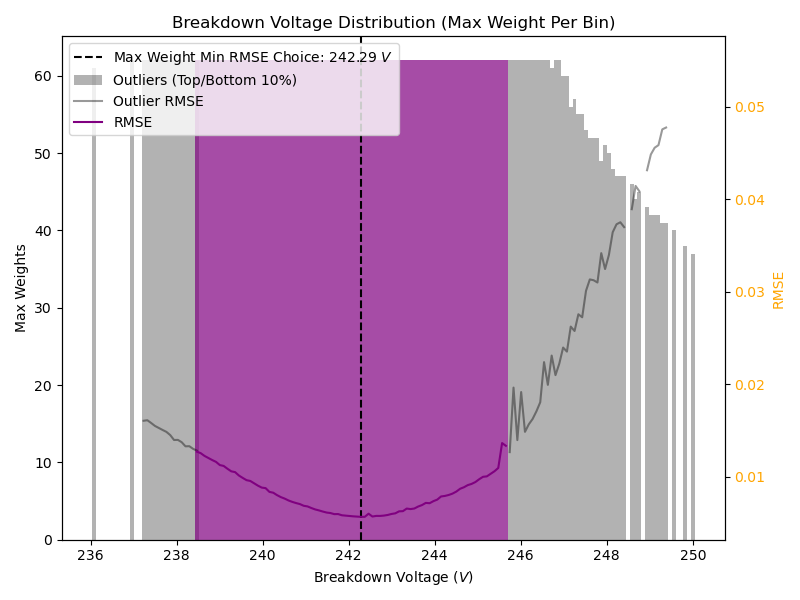 Breakdown Voltage Distribution (Max Weight Per Bin)
Max Weight Min RMSE Choice: 242.29 V
Outliers (Top/Bottom 10%)
Outlier RMSE
RMSE
60
50
40
30
20
10
0
Max Weights
0.05
0.04
0.03
0.02
0.01
RMSE
236 238 240 242 244 246 248 250
Breakdown Voltage (V)